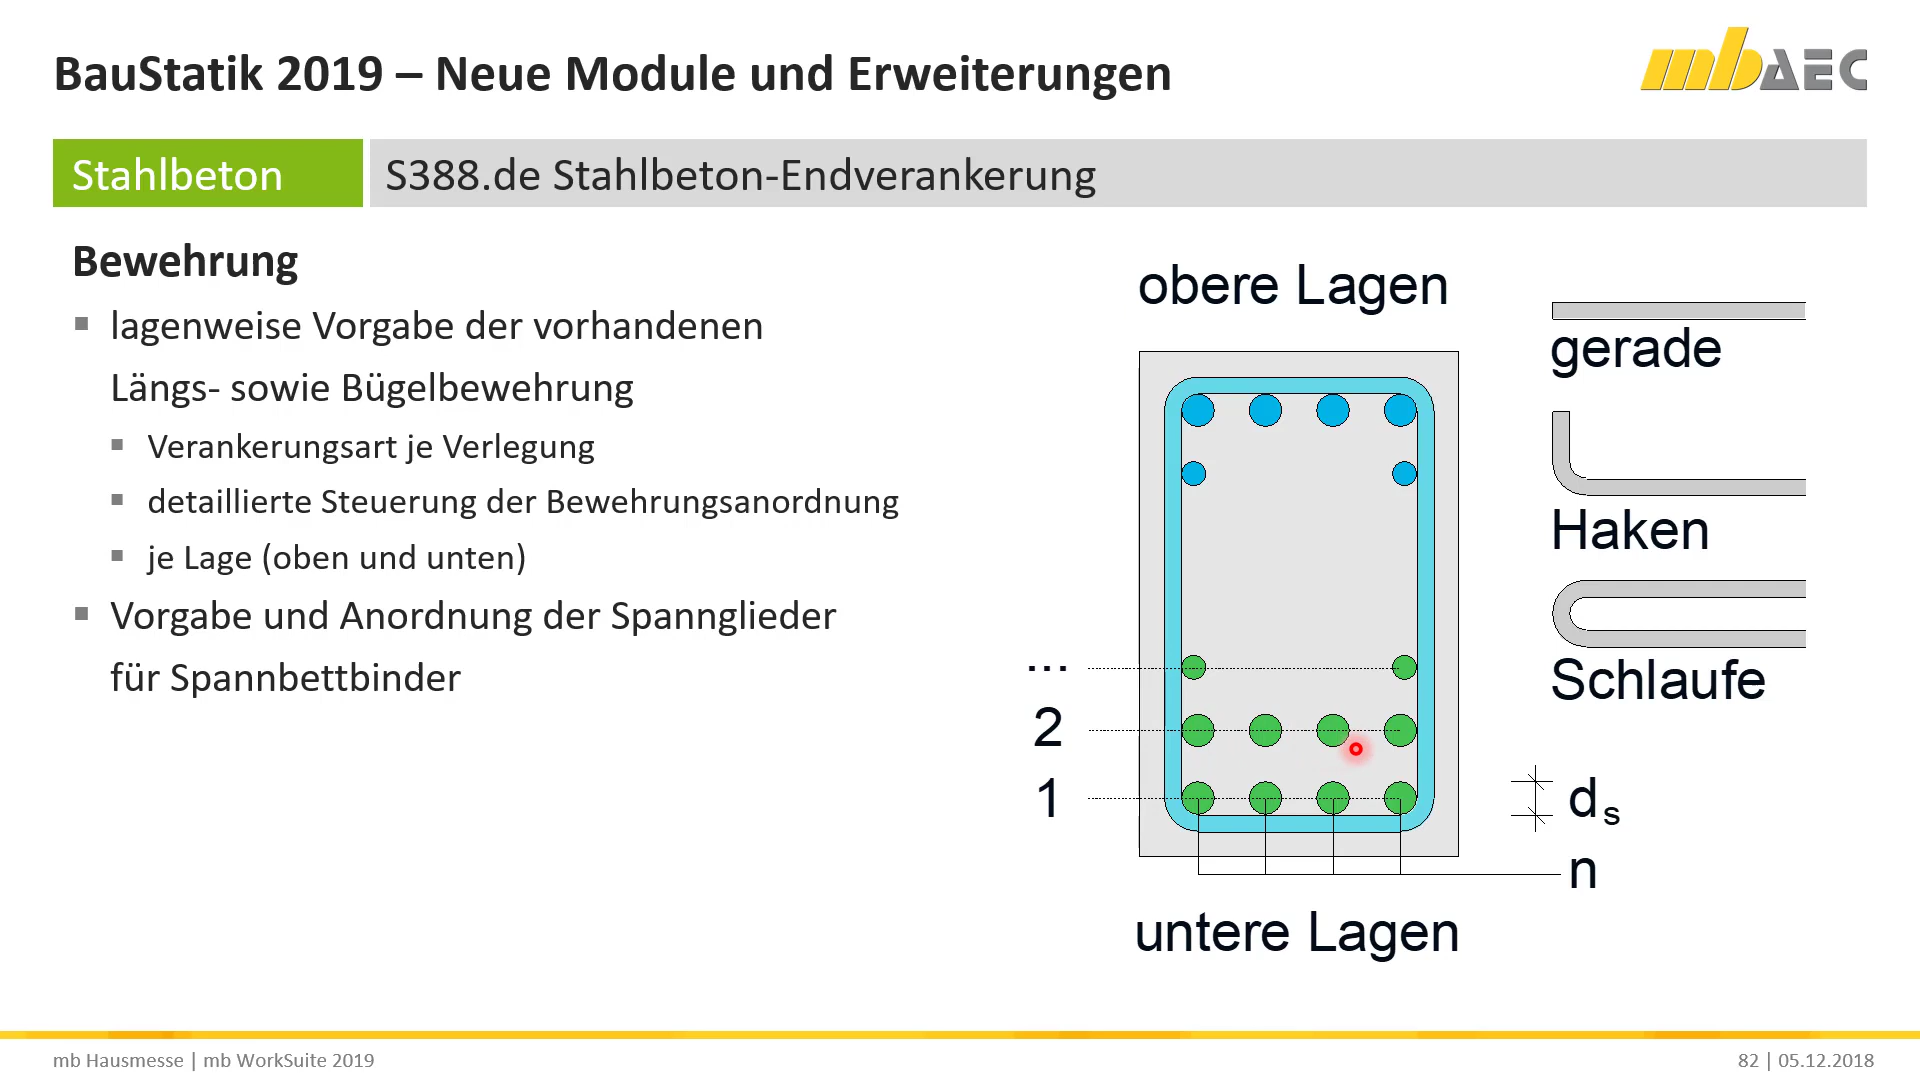 BauStatik 2019 – Neue Module und Erweiterungen
mbAEC
Stahlbeton
S388.de Stahlbeton-Endverankerung
Bewehrung
lagenweise Vorgabe der vorhandenen
Längs- sowie Bügelbewehrung
Verankerungsart je Verlegung
detaillierte Steuerung der Bewehrungsanordnung
je Lage (oben und unten)
Vorgabe und Anordnung der Spannglieder
für Spannbettbinder
obere Lagen
...
2
1
untere Lagen
gerade
Haken
Schlaufe
ds
n
mb Hausmesse | mb WorkSuite 2019
82 | 05.12.2018